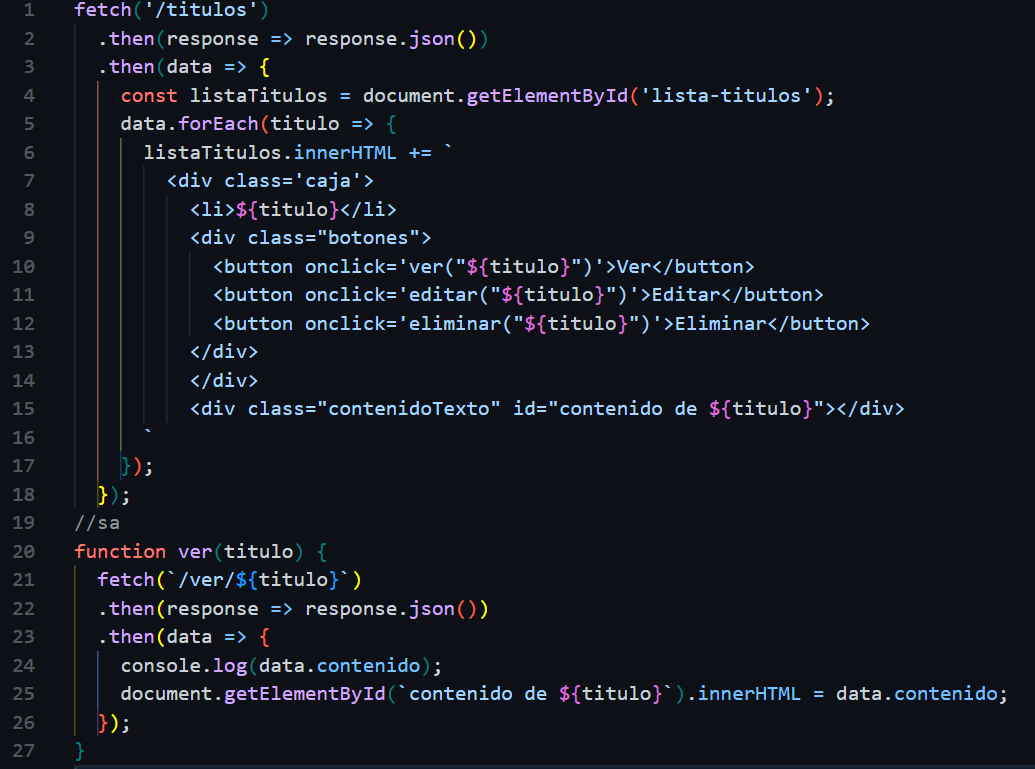 1 fetch('/titulos')
2   .then(response => response.json())
3   .then(data => {
4     const listaTitulos = document.getElementById('lista-titulos');
5     data.forEach(titulo => {
6       listaTitulos.innerHTML += `
7         <div class='caja'>
8           <li>${titulo}</li>
9           <div class="botones">
10             <button onclick='ver("${titulo}")'>Ver</button>
11             <button onclick='editar("${titulo}")'>Editar</button>
12             <button onclick='eliminar("${titulo}")'>Eliminar</button>
13           </div>
14           </div>
15           <div class="contenidoTexto" id="contenido de ${titulo}"></div>
16       `
17     });
18   });
19 //sa
20 function ver(titulo) {
21   fetch(`/ver/${titulo}`)
22   .then(response => response.json())
23   .then(data => {
24     console.log(data.contenido);
25     document.getElementById(`contenido de ${titulo}`).innerHTML = data.contenido;
26   });
27 }